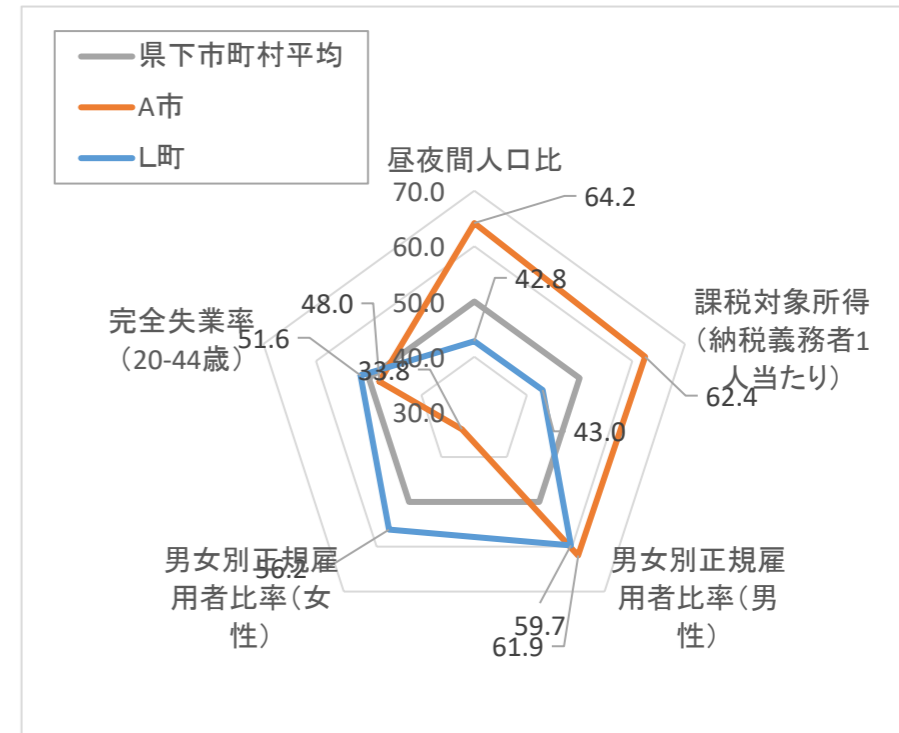 県下市町村平均
A市
L町
昼夜間人口比
70.0
64.2
60.0
42.8
50.0
48.0
課税対象所得
(納税義務者1
人当たり)
完全失業率
(20-44歳)
51.6
40.0
33.8
62.4
30.0
43.0
男女別正規雇
用者比率(女
性)
56.2
男女別正規雇
用者比率(男
性)
59.7
61.9